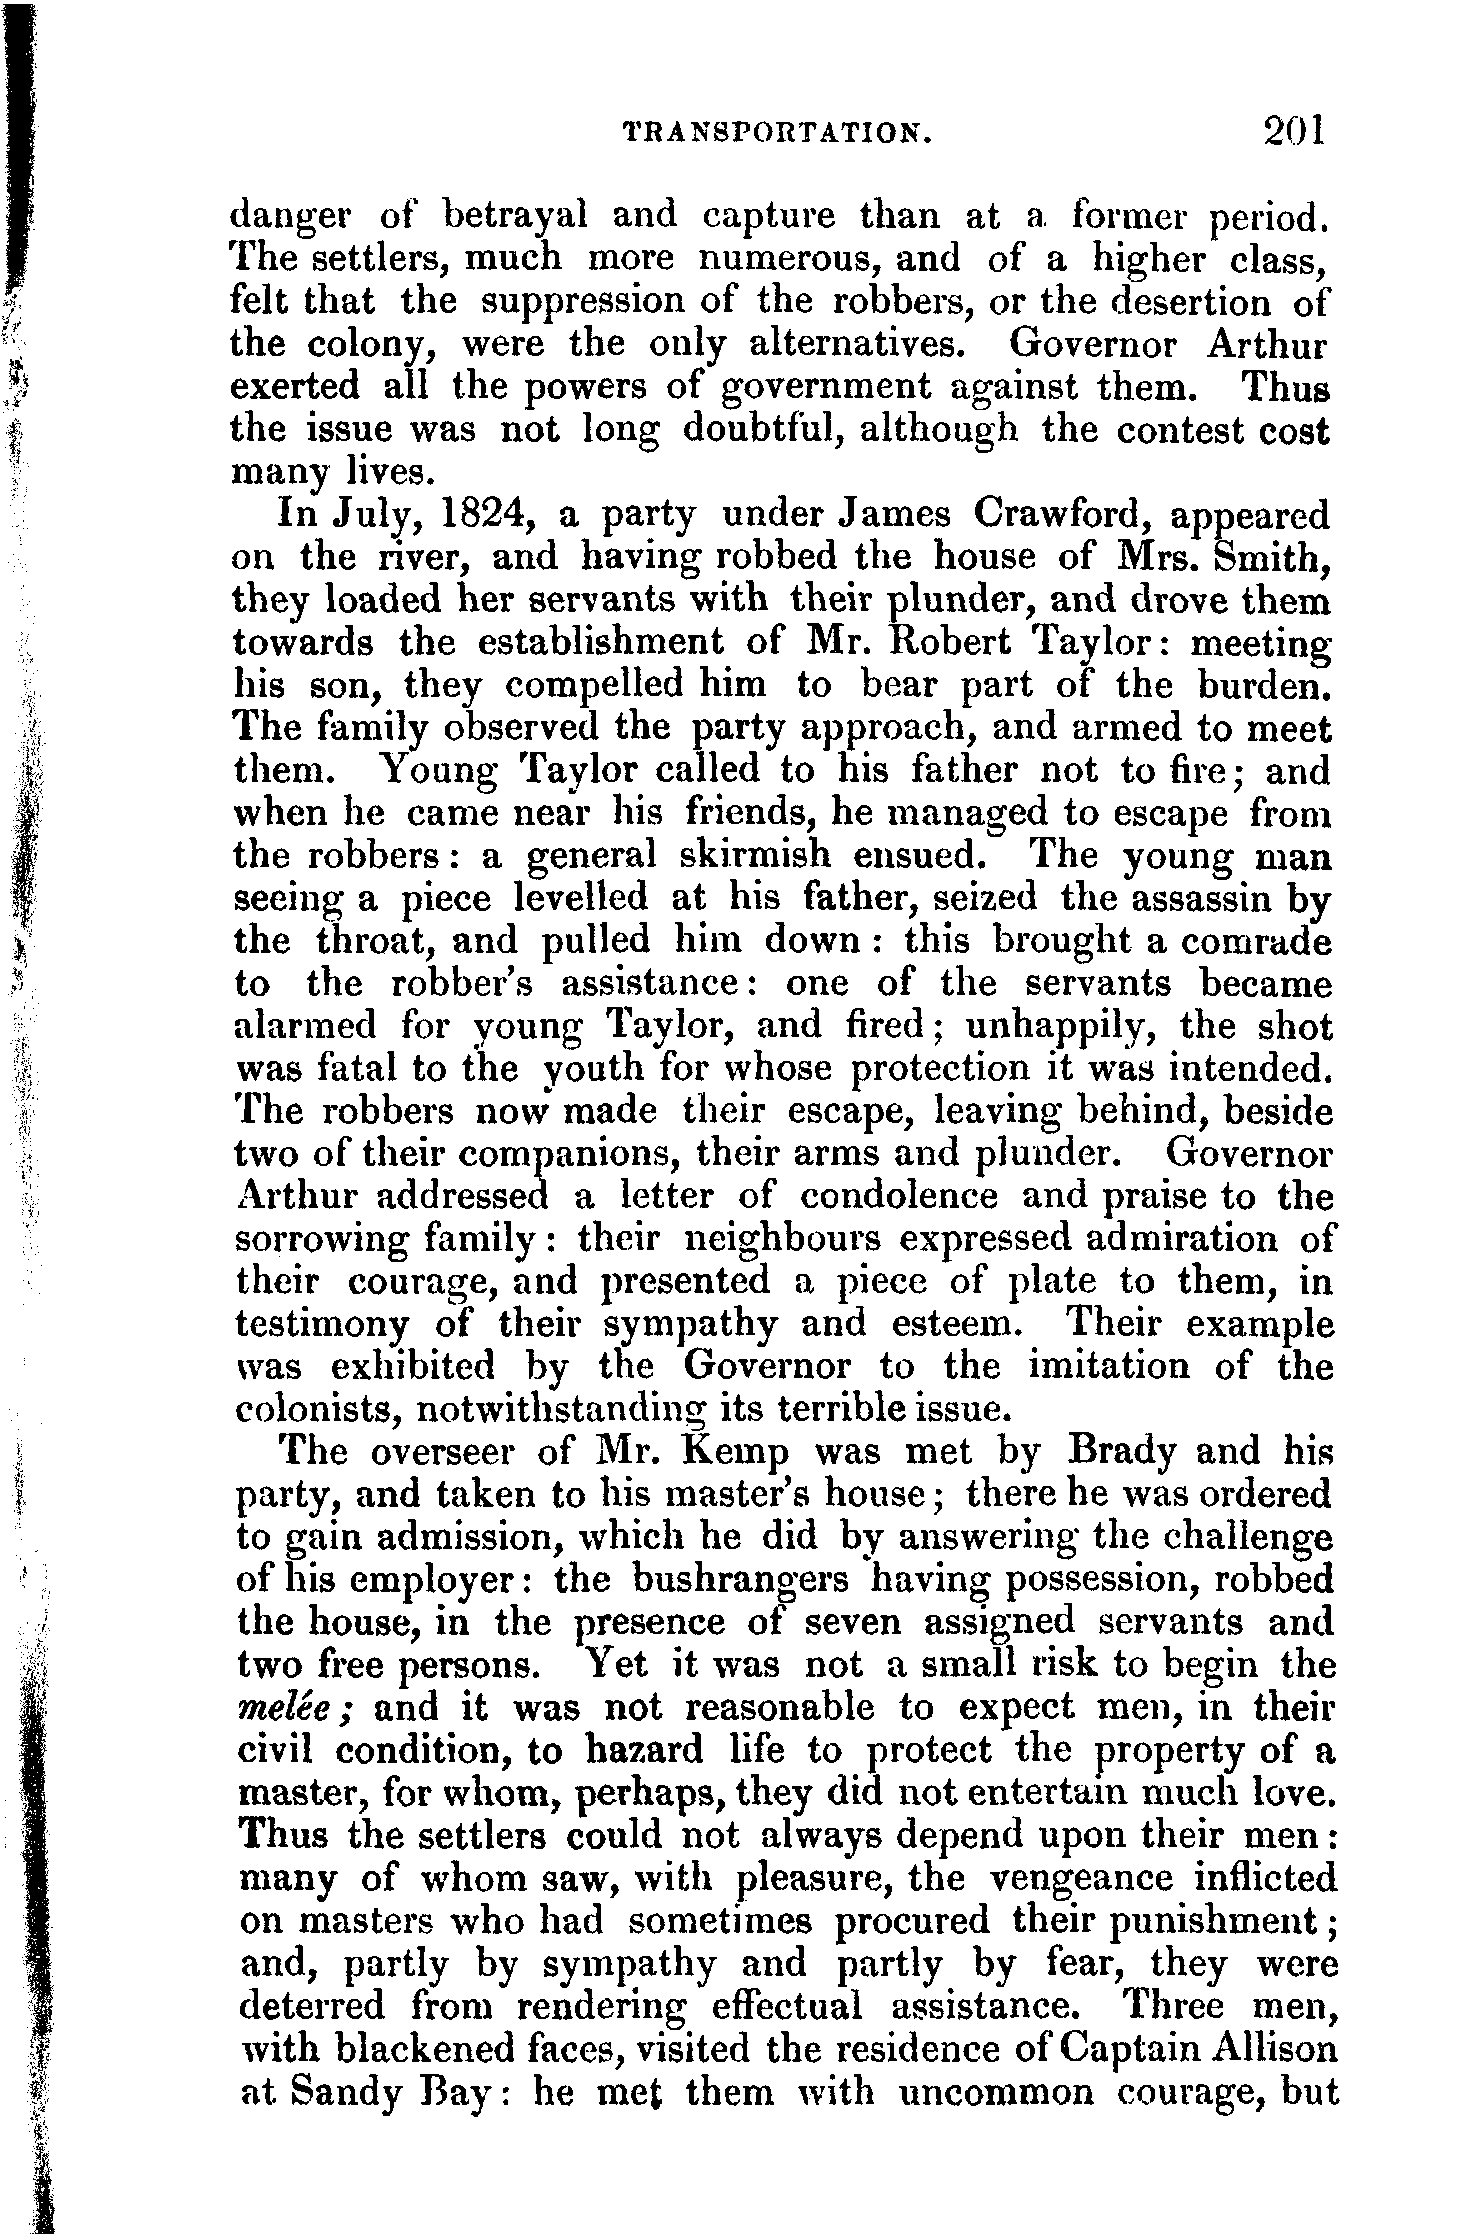 TRANSPORTATION. 201
danger of betrayal and capture than at a former period.
The settlers, much more numerous, and of a higher class,
felt that the suppression of the robbers, or the desertion of
the colony, were the only alternatives. Governor Arthur
exerted all the powers of government against them. Thus
the issue was not long doubtful, although the contest cost
many lives.
In July, 1824, a party under James Crawford, appeared
on the river, and having robbed the house of Mrs. Smith,
they loaded her servants with their plunder, and drove them
towards the establishment of Mr. Robert Taylor: meeting
his son, they compelled him to bear part of the burden.
The family observed the party approach, and armed to meet
them. Young Taylor called to his father not to fire; and
when he came near his friends, he managed to escape from
the robbers: a general skirmish ensued. The young man
seeing a piece levelled at his father, seized the assassin by
the throat, and pulled him down: this brought a comrade
to the robber's assistance: one of the servants became
alarmed for young Taylor, and fired; unhappily, the shot
was fatal to the youth for whose protection it was intended.
The robbers now made their escape, leaving behind, beside
two of their companions, their arms and plunder. Governor
Arthur addressed a letter of condolence and praise to the
sorrowing family: their neighbours expressed admiration of
their courage, and presented a piece of plate to them, in
testimony of their sympathy and esteem. Their example
was exhibited by the Governor to the imitation of the
colonists, notwithstanding its terrible issue.
The overseer of Mr. Kemp was met by Brady and his
party, and taken to his master's house; there he was ordered
to gain admission, which he did by answering the challenge
of his employer: the bushrangers having possession, robbed
the house, in the presence of seven assigned servants and
two free persons. Yet it was not a small risk to begin the
melée; and it was not reasonable to expect men, in their
civil condition, to hazard life to protect the property of a
master, for whom, perhaps, they did not entertain much love.
Thus the settlers could not always depend upon their men:
many of whom saw, with pleasure, the vengeance inflicted
on masters who had sometimes procured their punishment;
and, partly by sympathy and partly by fear, they were
deterred from rendering effectual assistance. Three men,
with blackened faces, visited the residence of Captain Allison
at Sandy Bay: he met them with uncommon courage, but